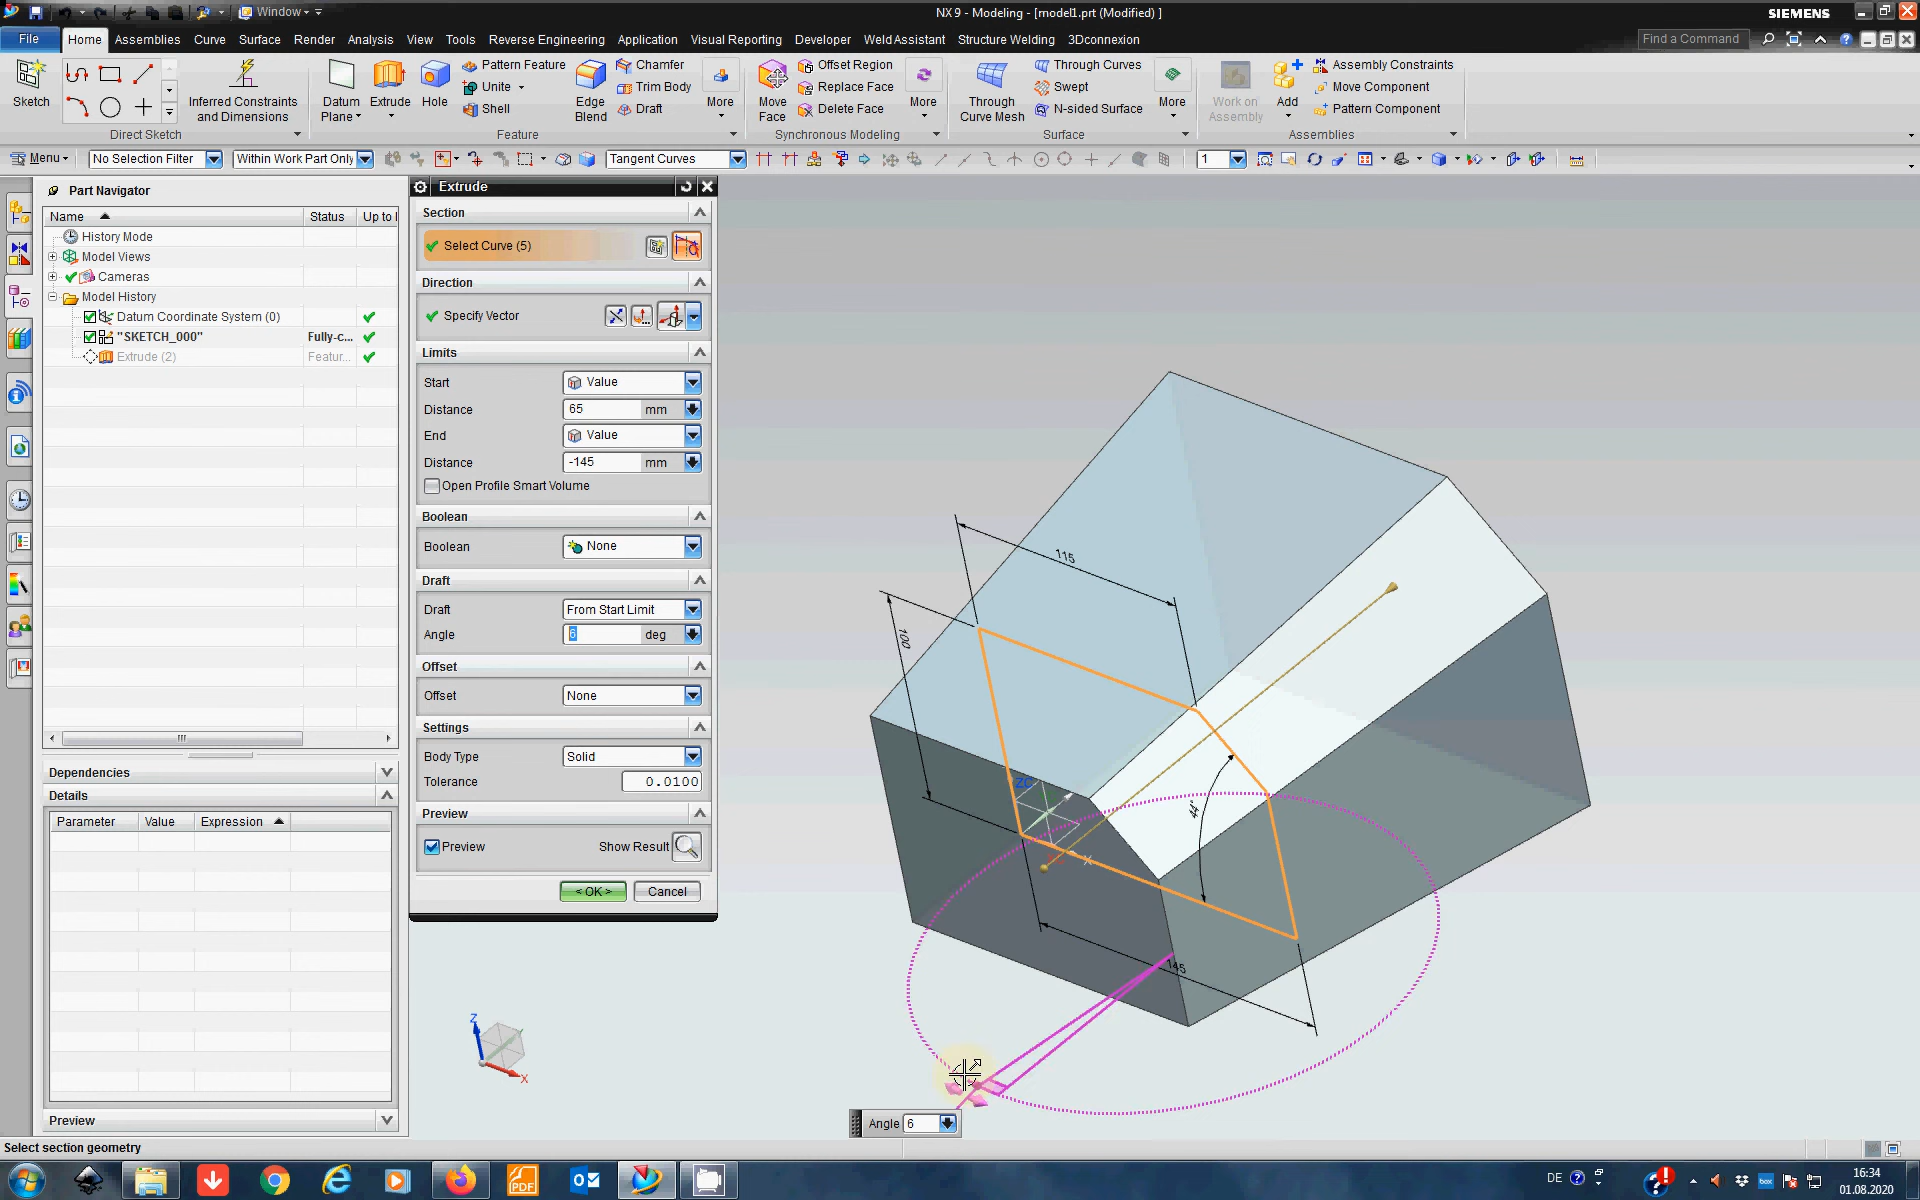 Window
NX 9 - Modeling - [model1.prt (Modified) ]
SIEMENS
File
Home
Assemblies
Curve
Surface
Render
Analysis
View
Tools
Reverse Engineering
Application
Visual Reporting
Developer
Weld Assistant
Structure Welding
3Dconnexion
Find a Command
Sketch
Inferred Constraints
and Dimensions
Direct Sketch
Datum
Plane
Extrude
Hole
Pattern Feature
Unite
Shell
Edge
Blend
Chamfer
Trim Body
Draft
More
Feature
Move
Face
Offset Region
Replace Face
Delete Face
More
Synchronous Modeling
Through
Curve Mesh
Through Curves
Swept
N-sided Surface
More
Surface
Work on
Assembly
Add
Assembly Constraints
Move Component
Pattern Component
Assemblies
Menu
No Selection Filter
Within Work Part Only
Tangent Curves
1
Part Navigator
Name
Status
Up to
History Mode
Model Views
Cameras
Model History
Datum Coordinate System (0)
"SKETCH_000"
Fully-c...
Extrude (2)
Featur...
Dependencies
Details
Parameter
Value
Expression
Preview
Extrude
Section
Select Curve (5)
Direction
Specify Vector
Limits
Start
Value
Distance
65
mm
End
Value
Distance
-145
mm
Open Profile Smart Volume
Boolean
Boolean
None
Draft
Draft
From Start Limit
Angle
6
deg
Offset
Offset
None
Settings
Body Type
Solid
Tolerance
0.0100
Preview
Preview
Show Result
< OK >
Cancel
115
100
44°
145
ZC
X
Z
X
Angle
6
Select section geometry
PDF
DE
box
16:34
01.08.2020